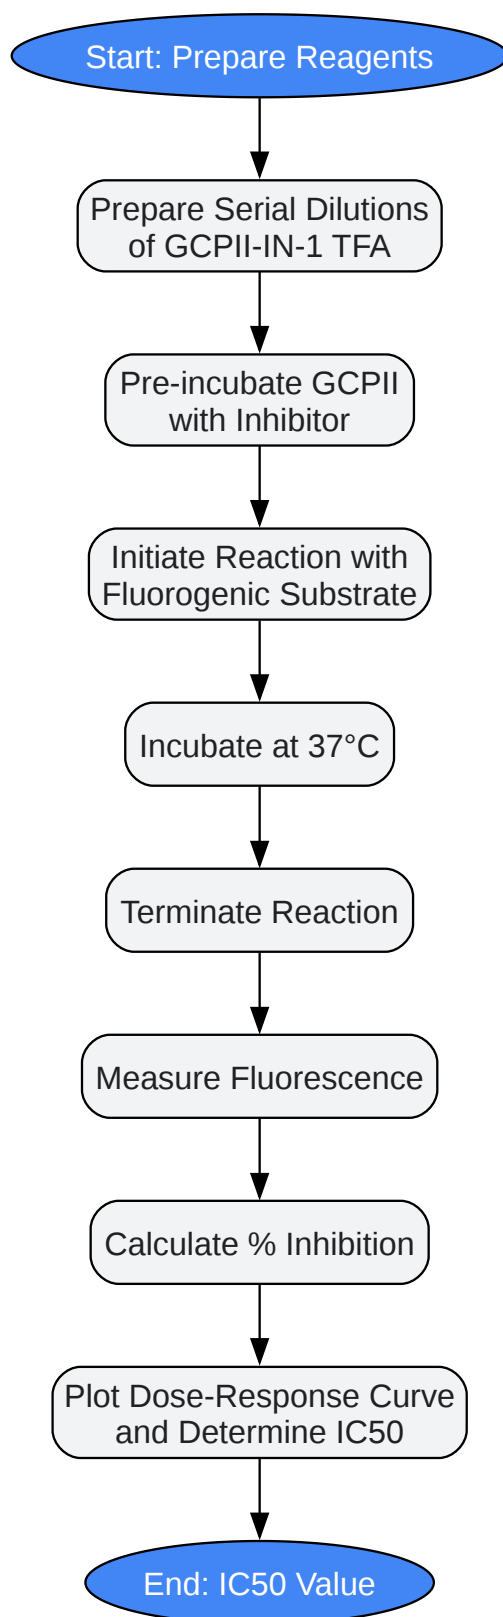 Start: Prepare Reagents
Prepare Serial Dilutions
of GCPII-IN-1 TFA
Pre-incubate GCPII
with Inhibitor
Initiate Reaction with
Fluorogenic Substrate
Incubate at 37°C
Terminate Reaction
Measure Fluorescence
Calculate % Inhibition
Plot Dose-Response Curve
and Determine IC50
End: IC50 Value